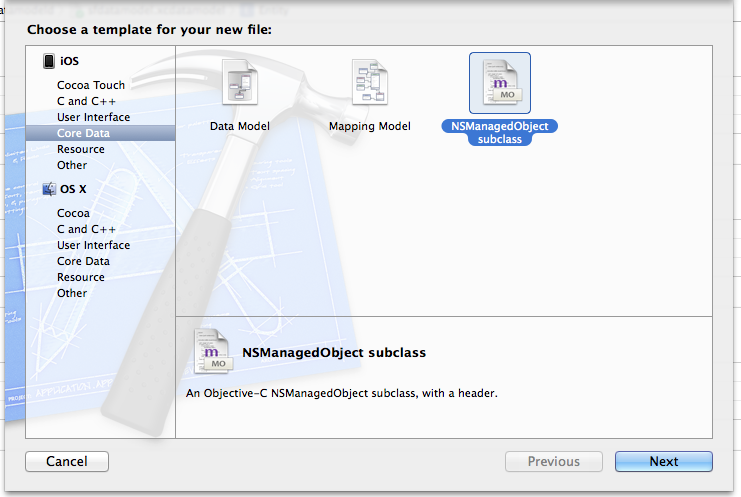 Choose a template for your new file:
iOS
Cocoa Touch
C and C++
User Interface
Core Data
Resource
Other
OS X
Cocoa
C and C++
User Interface
Core Data
Resource
Other
Data Model
Mapping Model
m
MO
NSManagedObject
subclass
m
MO
NSManagedObject subclass
An Objective-C NSManagedObject subclass, with a header.
Cancel
Previous
Next